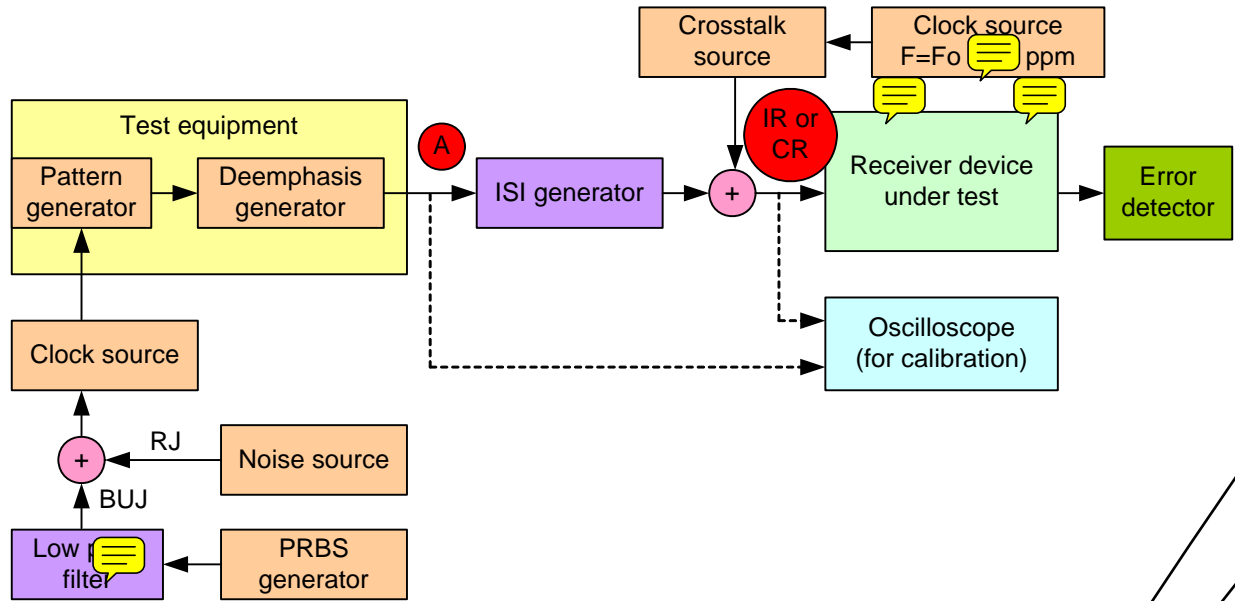 Crosstalk
source
Clock source
F=Fo ppm
Test equipment
A
IR or
CR
Pattern
generator
Deemphasis
generator
ISI generator
+
Receiver device
under test
Error
detector
Clock source
Oscilloscope
(for calibration)
RJ
+
Noise source
BUJ
Low
filter
PRBS
generator